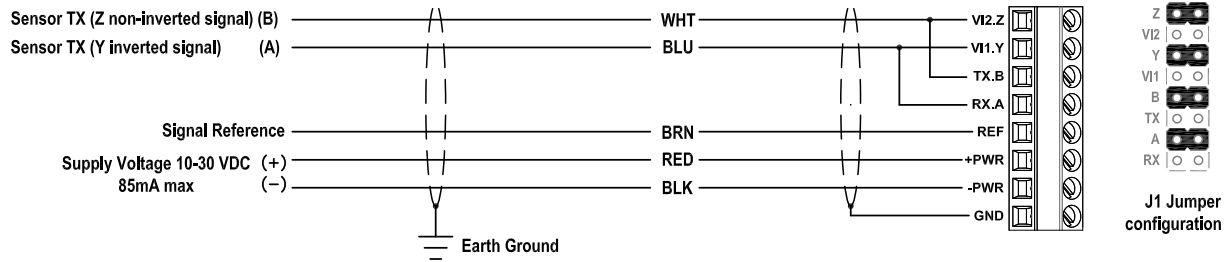 Sensor TX (Z non-inverted signal) (B)
Sensor TX (Y inverted signal) (A)
Signal Reference
Supply Voltage 10-30 VDC (+)
85mA max (−)
WHT
BLU
BRN
RED
BLK
Earth Ground
VI2.Z
VI1.Y
TX.B
RX.A
REF
+PWR
-PWR
GND
Z
VI2
Y
VI1
B
TX
A
RX
J1 Jumper
configuration